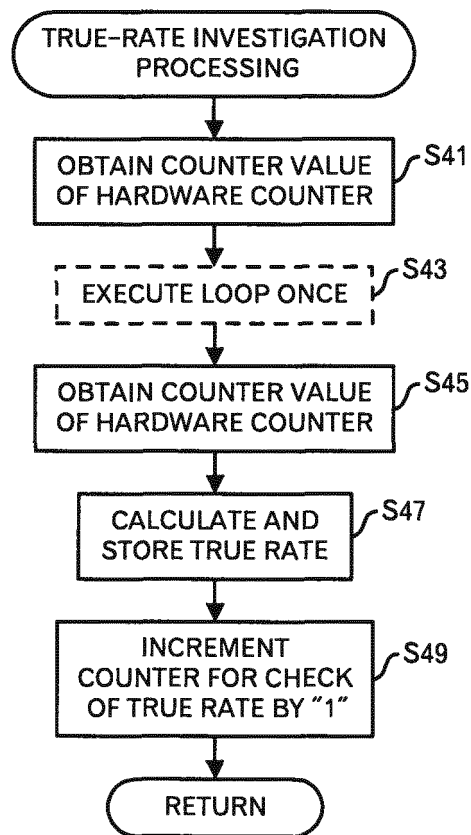 TRUE-RATE INVESTIGATION
PROCESSING
OBTAIN COUNTER VALUE
OF HARDWARE COUNTER
S41
EXECUTE LOOP ONCE
S43
OBTAIN COUNTER VALUE
OF HARDWARE COUNTER
S45
CALCULATE AND
STORE TRUE RATE
S47
INCREMENT
COUNTER FOR CHECK
OF TRUE RATE BY "1"
S49
RETURN